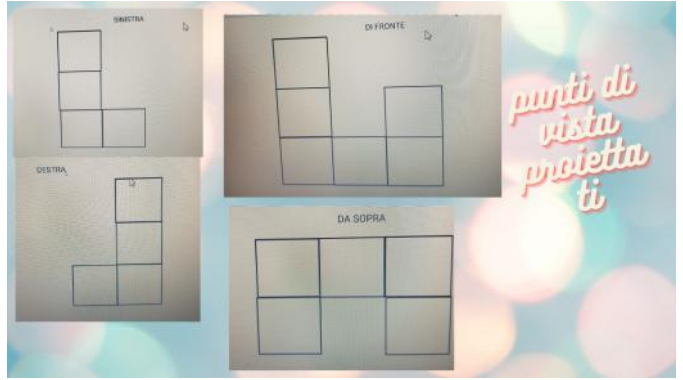 SINISTRA
DI FRONTE
punti di
vista
proietta
ti
DESTRA
DA SOPRA